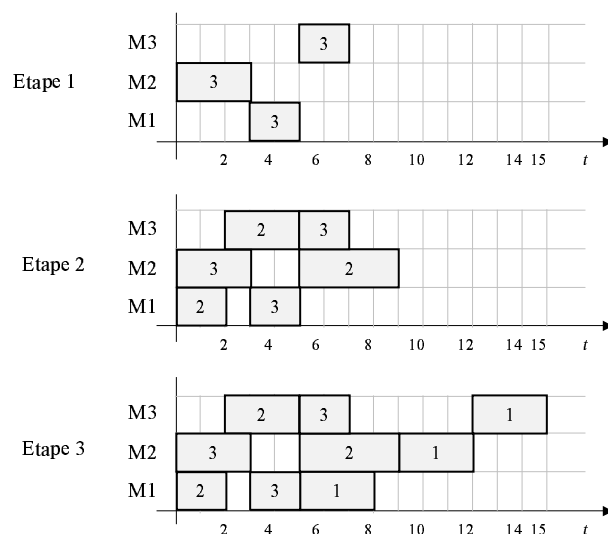 M3 3
Etape 1 M2 3
M1 3
2 4 6 8 10 12 14 15 t
M3 2 3
Etape 2 M2 3 2
M1 2 3
2 4 6 8 10 12 14 15 t
M3 2 3 1
Etape 3 M2 3 2 1
M1 2 3 1
2 4 6 8 10 12 14 15 t